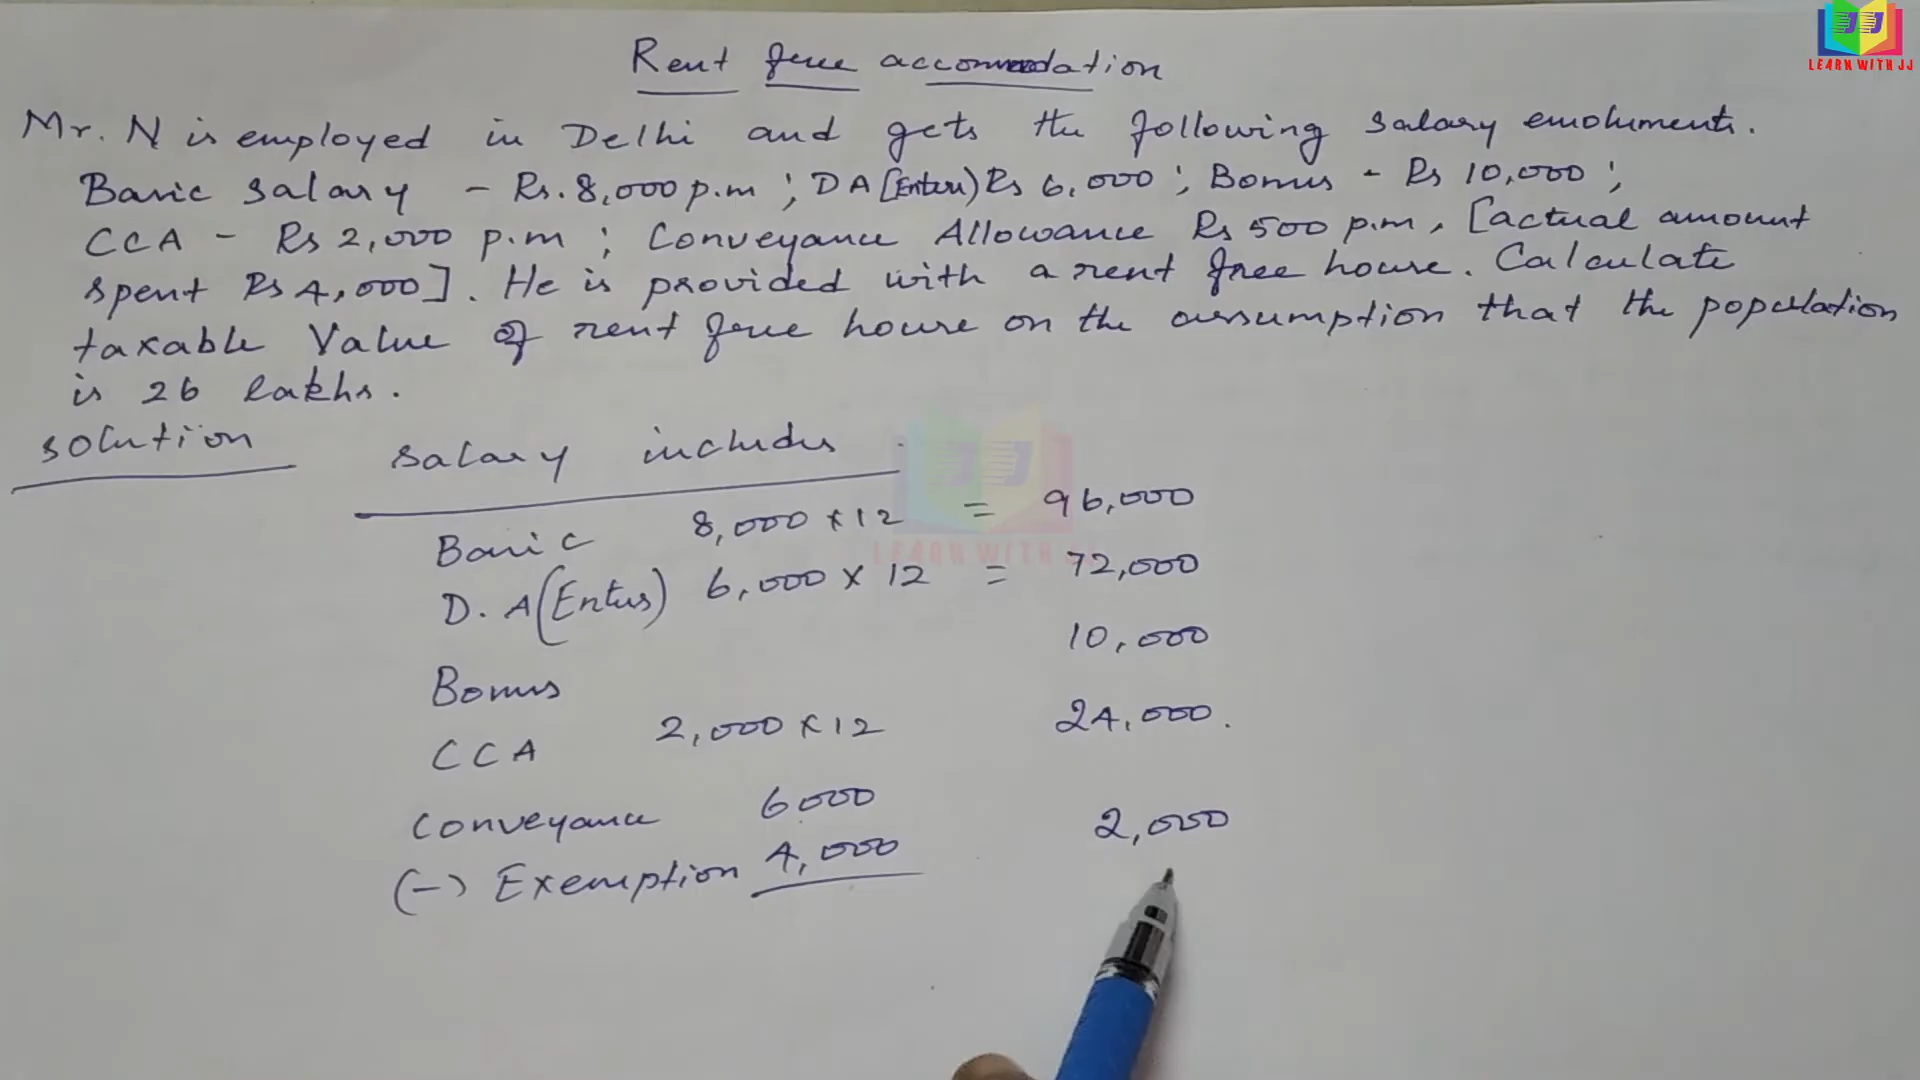 LEARN WITH JJ
Rent free accommodation
Mr. N is employed in Delhi and gets the following salary emoluments.
Basic salary - Rs. 8,000 p.m ; DA [Enters) Rs 6,000 ; Bonus - Rs 10,000 ;
CCA - Rs 2,000 p.m ; Conveyance Allowance Rs 500 p.m, [actual amount
spent Rs 4,000]. He is provided with a rent free house. Calculate
taxable Value of rent free house on the assumption that the population
is 26 lakhs.
solution
salary includes
Basic 8,000 x 12 = 96,000
D.A (Enters) 6,000 x 12 = 72,000
Bonus 10,000
CCA 2,000 x 12 24,000.
Conveyance 6000
(-) Exemption 4,000 2,000
LEARN WITH JJ